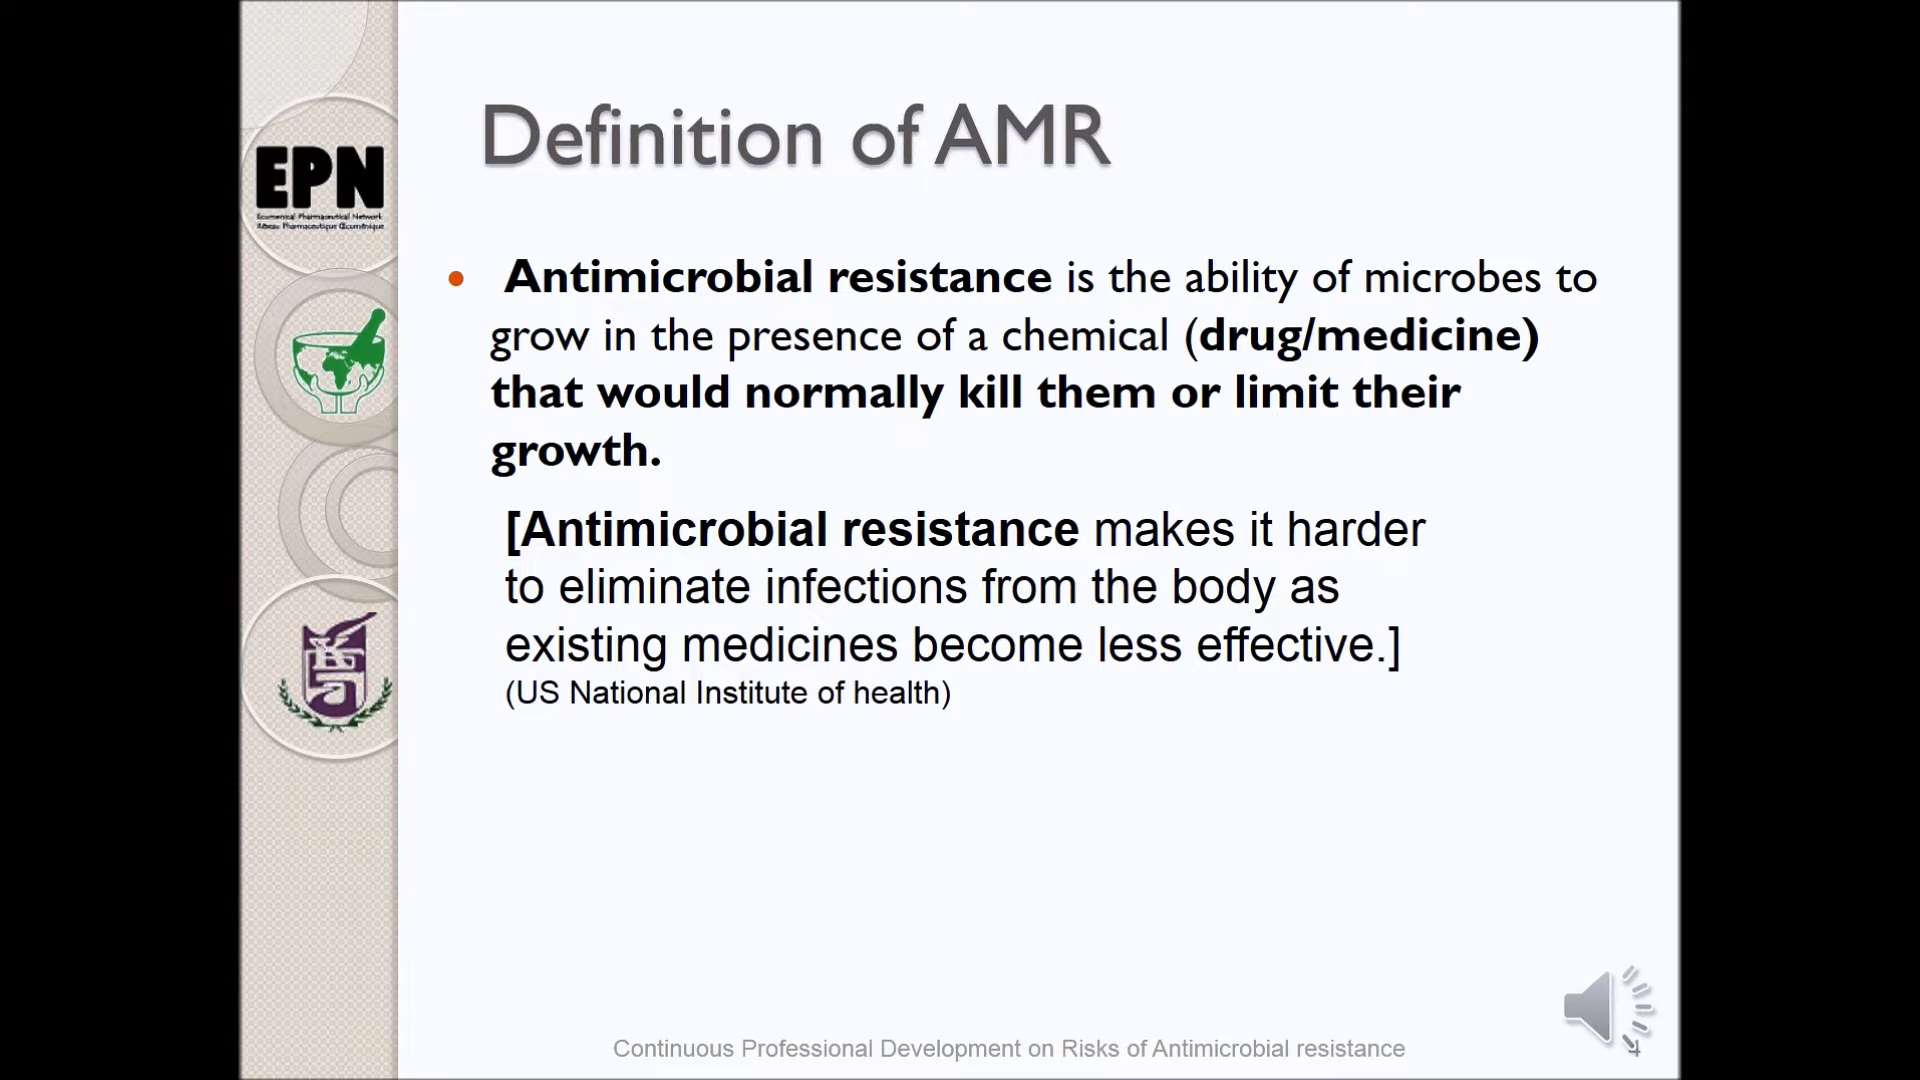 Definition of AMR
EPN
Ecumenical Pharmaceutical Network
Réseau Pharmaceutique Œcuménique
• Antimicrobial resistance is the ability of microbes to
grow in the presence of a chemical (drug/medicine)
that would normally kill them or limit their
growth.
[Antimicrobial resistance makes it harder
to eliminate infections from the body as
existing medicines become less effective.]
(US National Institute of health)
Continuous Professional Development on Risks of Antimicrobial resistance
4